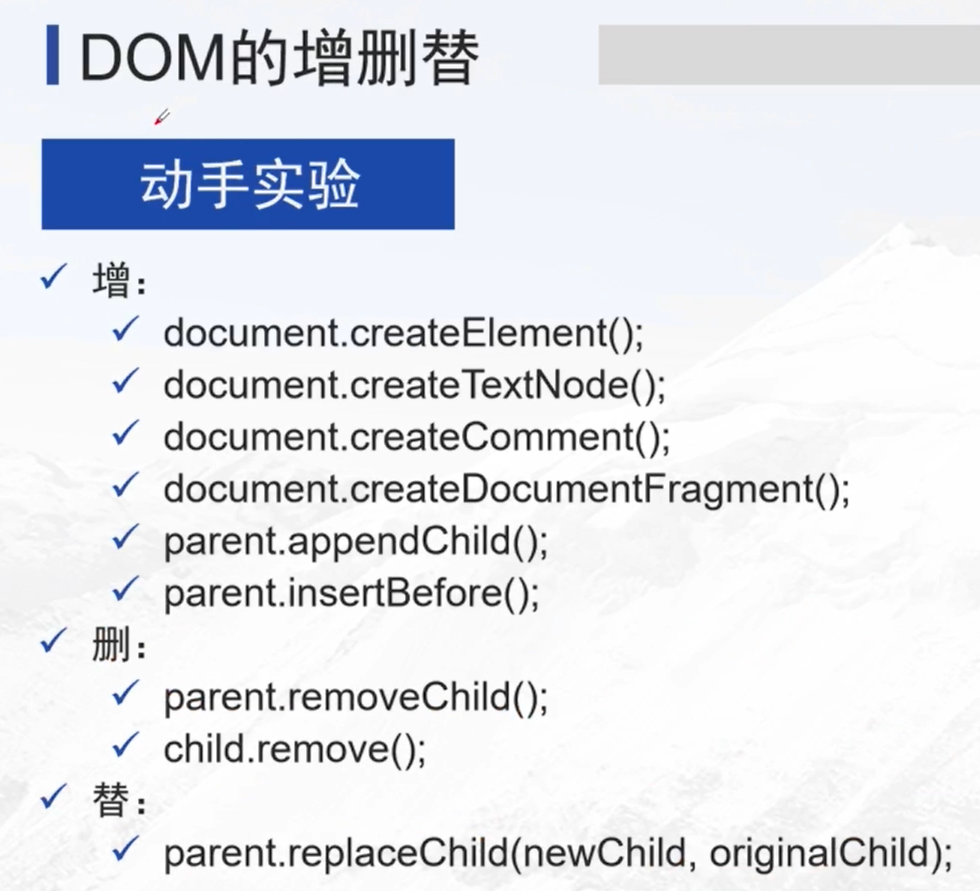 DOM的增删替
动手实验
增：
document.createElement();
document.createTextNode();
document.createComment();
document.createDocumentFragment();
parent.appendChild();
parent.insertBefore();
删：
parent.removeChild();
child.remove();
替：
parent.replaceChild(newChild, originalChild);